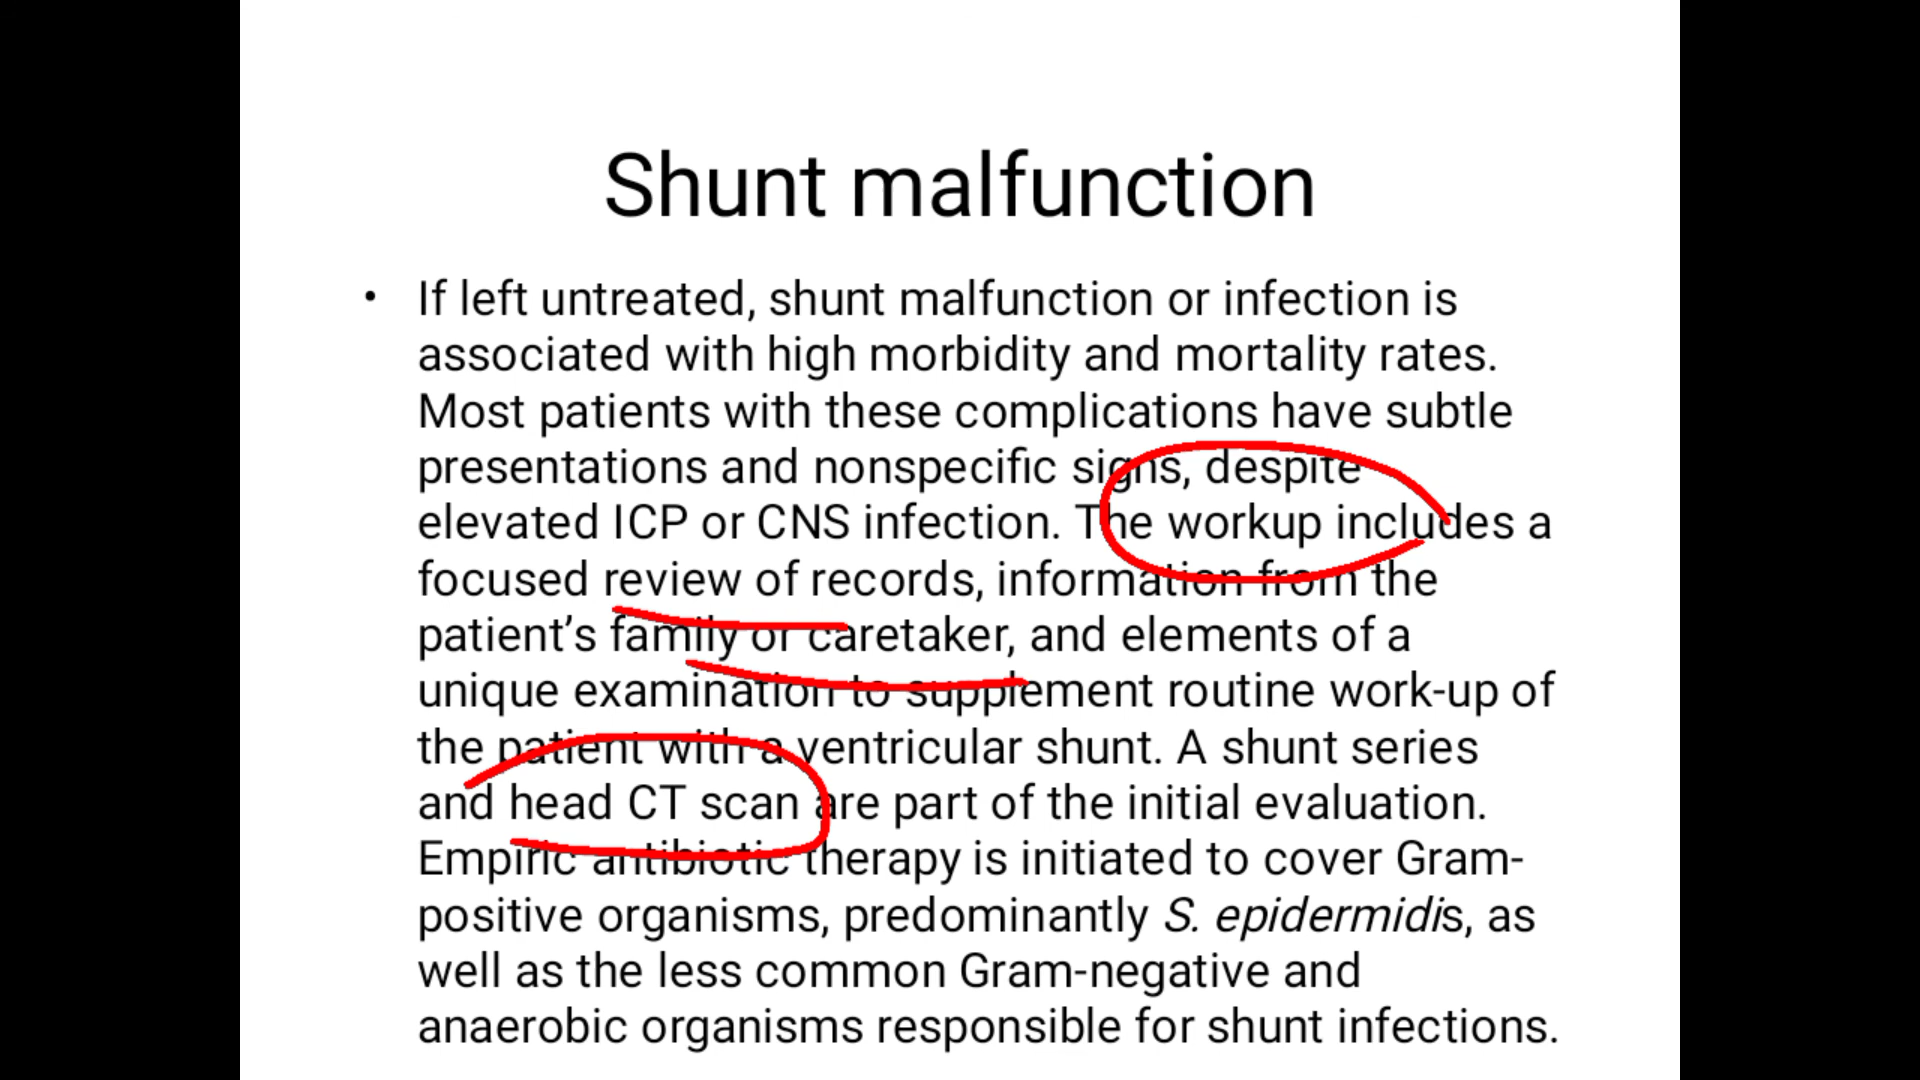 Shunt malfunction
• If left untreated, shunt malfunction or infection is
associated with high morbidity and mortality rates.
Most patients with these complications have subtle
presentations and nonspecific signs, despite
elevated ICP or CNS infection. The workup includes a
focused review of records, information from the
patient’s family or caretaker, and elements of a
unique examination to supplement routine work-up of
the patient with a ventricular shunt. A shunt series
and head CT scan are part of the initial evaluation.
Empiric antibiotic therapy is initiated to cover Gram-
positive organisms, predominantly S. epidermidis, as
well as the less common Gram-negative and
anaerobic organisms responsible for shunt infections.